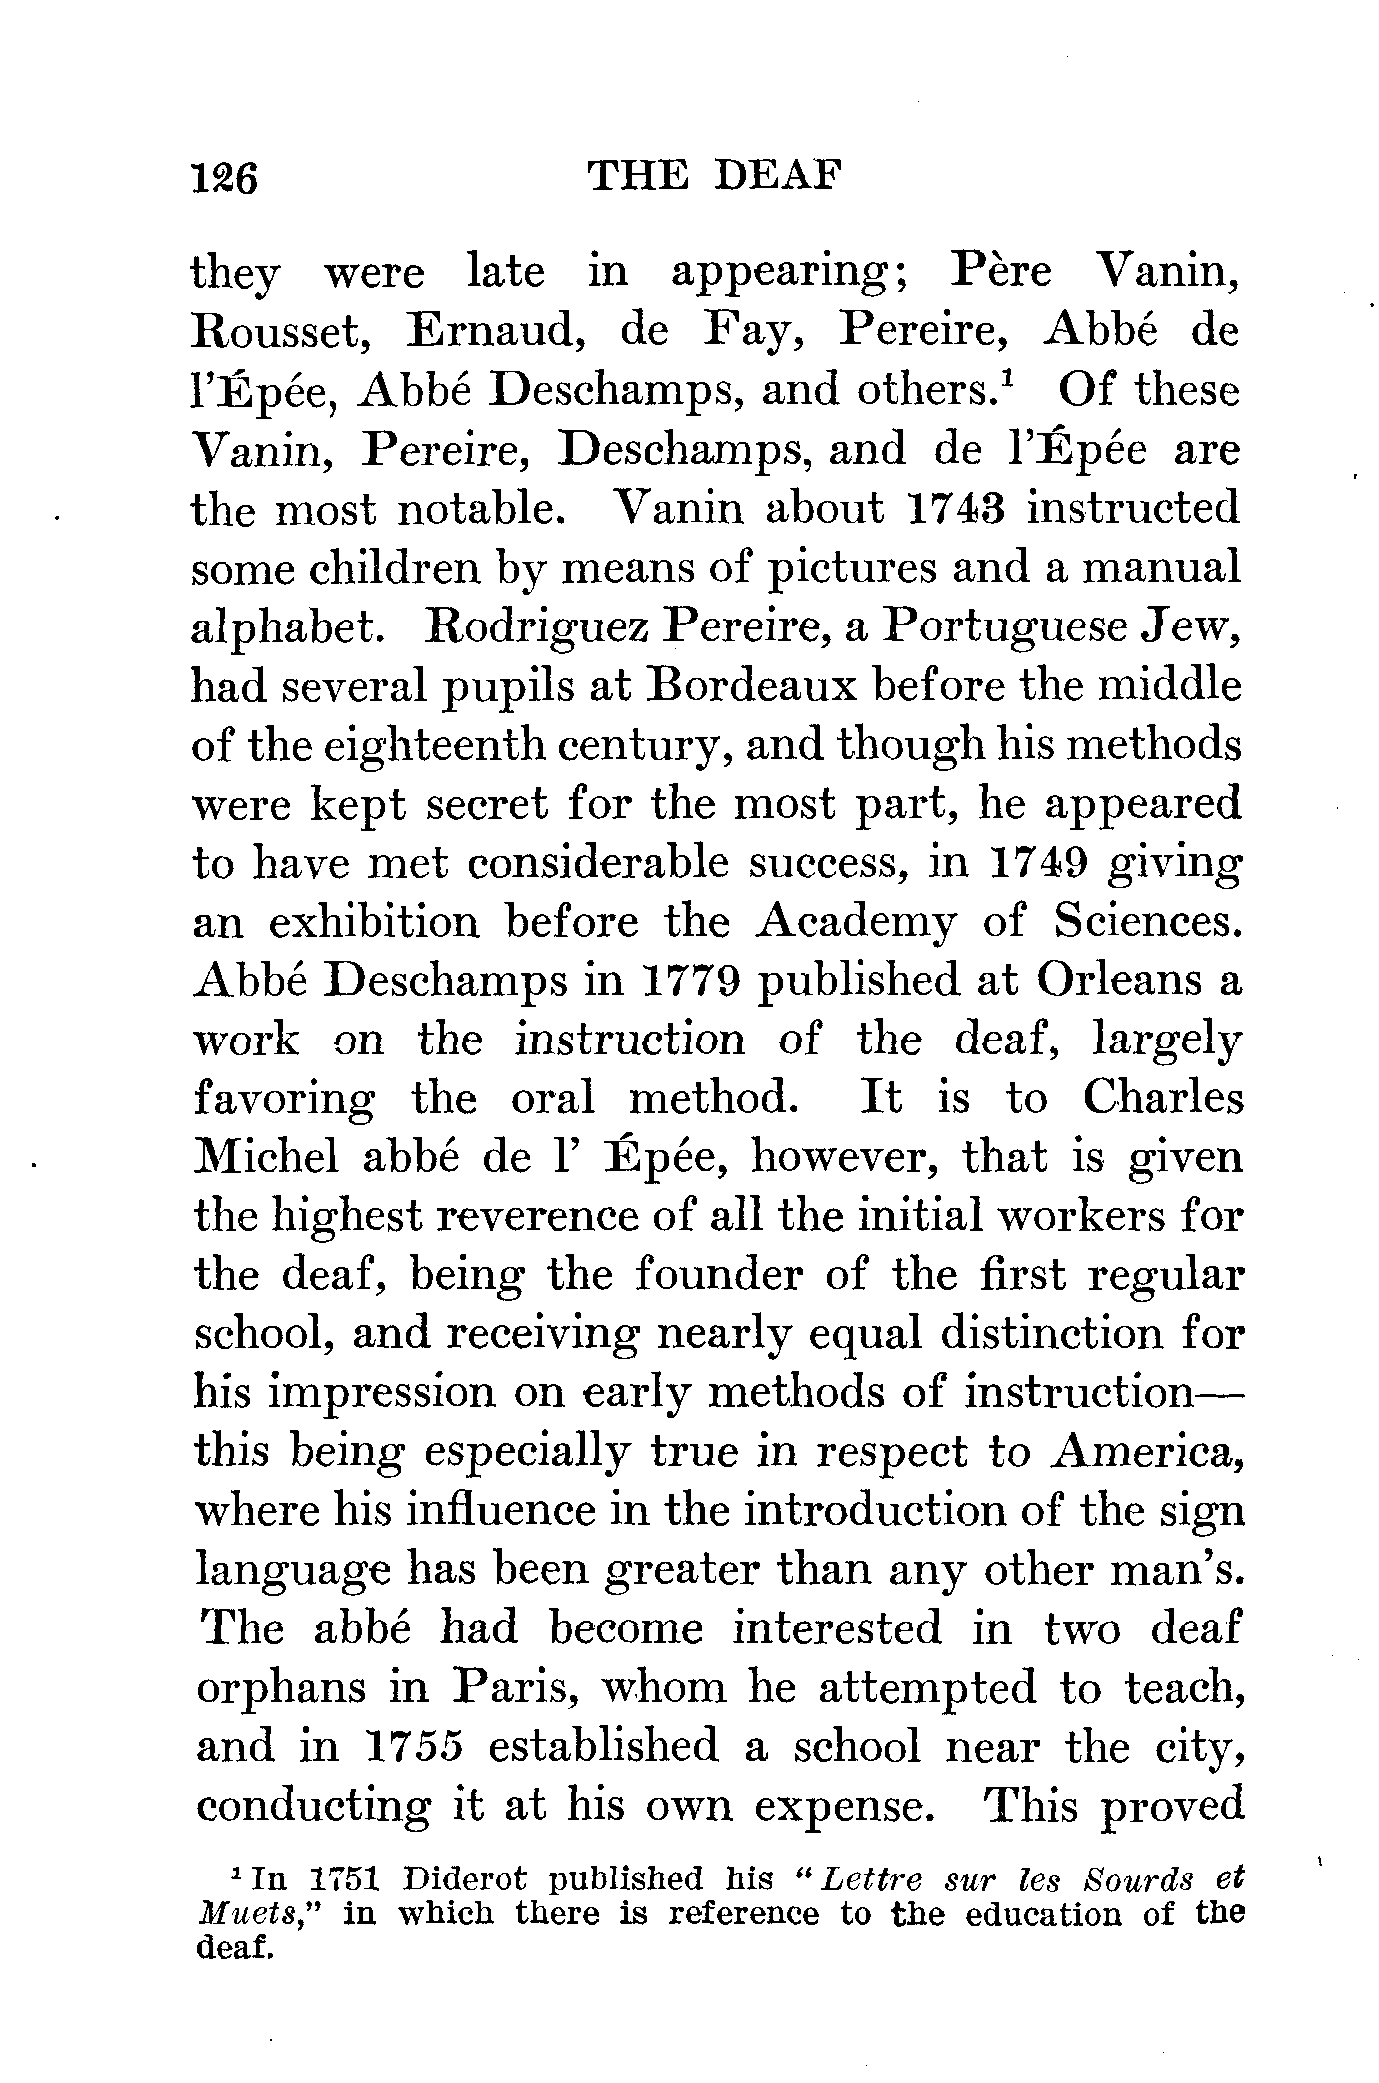 126 THE DEAF
they were late in appearing; Père Vanin,
Rousset, Ernaud, de Fay, Pereire, Abbé de
l'Épée, Abbé Deschamps, and others.¹ Of these
Vanin, Pereire, Deschamps, and de l'Épée are
the most notable. Vanin about 1743 instructed
some children by means of pictures and a manual
alphabet. Rodriguez Pereire, a Portuguese Jew,
had several pupils at Bordeaux before the middle
of the eighteenth century, and though his methods
were kept secret for the most part, he appeared
to have met considerable success, in 1749 giving
an exhibition before the Academy of Sciences.
Abbé Deschamps in 1779 published at Orleans a
work on the instruction of the deaf, largely
favoring the oral method. It is to Charles
Michel abbé de l' Épée, however, that is given
the highest reverence of all the initial workers for
the deaf, being the founder of the first regular
school, and receiving nearly equal distinction for
his impression on early methods of instruction—
this being especially true in respect to America,
where his influence in the introduction of the sign
language has been greater than any other man's.
The abbé had become interested in two deaf
orphans in Paris, whom he attempted to teach,
and in 1755 established a school near the city,
conducting it at his own expense. This proved
¹ In 1751 Diderot published his "Lettre sur les Sourds et
Muets," in which there is reference to the education of the
deaf.